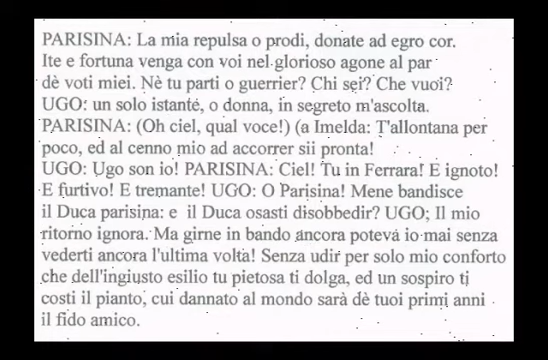 PARISINA: La mia repulsa o prodi, donate ad egro cor.
Ite e fortuna venga con voi nel glorioso agone al par
dè voti miei. Nè tu parti o guerrier? Chi sei? Che vuoi?
UGO: un solo istante, o donna, in segreto m'ascolta.
PARISINA: (Oh ciel, qual voce!) (a Imelda: T'allontana per
poco, ed al cenno mio ad accorrer sii pronta!
UGO: Ugo son io! PARISINA: Ciel! Tu in Ferrara! E ignoto!
E furtivo! E tremante! UGO: O Parisina! Mene bandisce
il Duca parisina: e il Duca osasti disobbedir? UGO; Il mio
ritorno ignora. Ma girne in bando ancora poteva io mai senza
vederti ancora l'ultima volta! Senza udir per solo mio conforto
che dell'ingiusto esilio tu pietosa ti dolga, ed un sospiro ti
costi il pianto, cui dannato al mondo sarà dè tuoi primi anni
il fido amico.